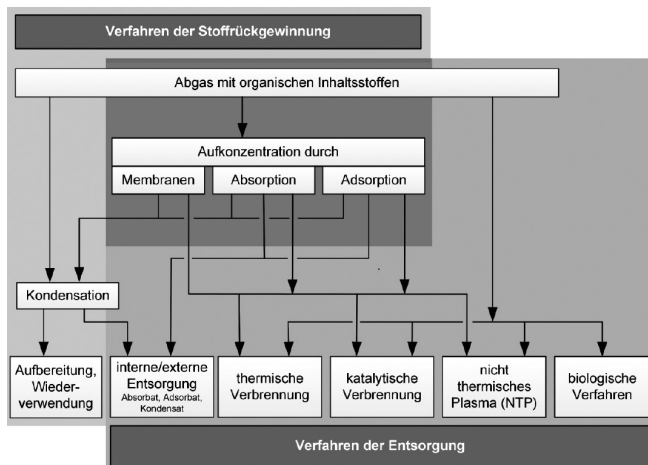 Verfahren der Stoffrückgewinnung
Abgas mit organischen Inhaltsstoffen
Aufkonzentration durch
Membranen
Absorption
Adsorption
Kondensation
Aufbereitung,
Wieder-
verwendung
interne/externe
Entsorgung
Absorbat, Adsorbat,
Kondensat
thermische
Verbrennung
katalytische
Verbrennung
nicht
thermisches
Plasma (NTP)
biologische
Verfahren
Verfahren der Entsorgung